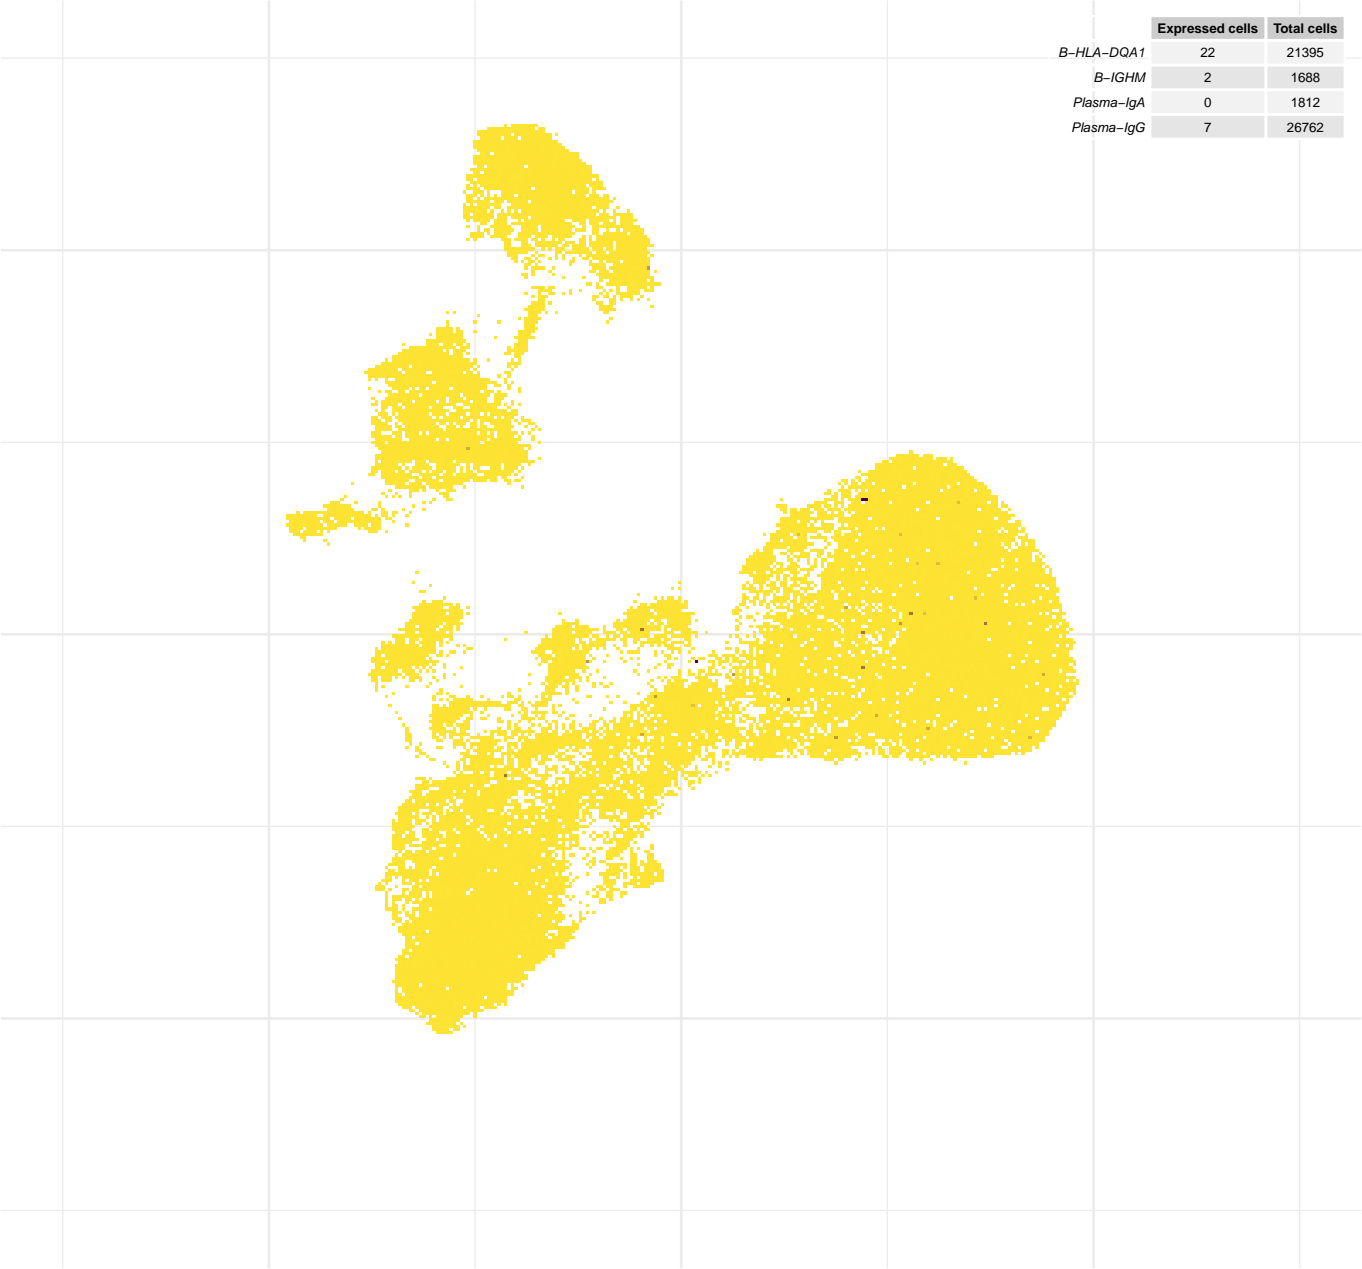 Expressed cells Total cells
B−HLA−DQA1 22 21395
B−IGHM 2 1688
Plasma−IgA 0 1812
Plasma−IgG 7 26762